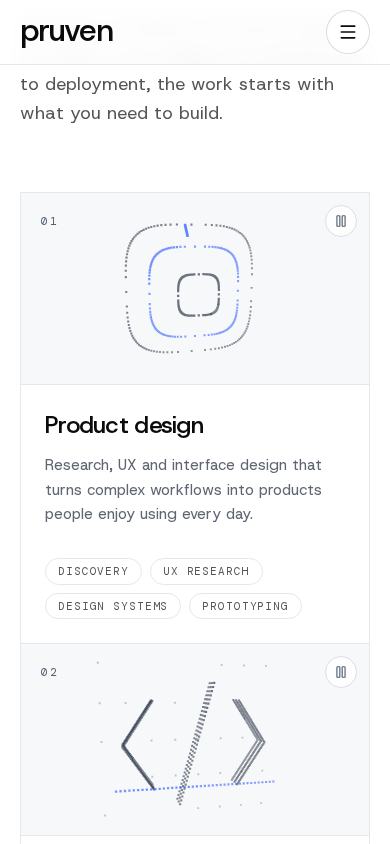 pruven
to deployment, the work starts with
what you need to build.
01
Product design
Research, UX and interface design that
turns complex workflows into products
people enjoy using every day.
DISCOVERY
UX RESEARCH
DESIGN SYSTEMS
PROTOTYPING
02